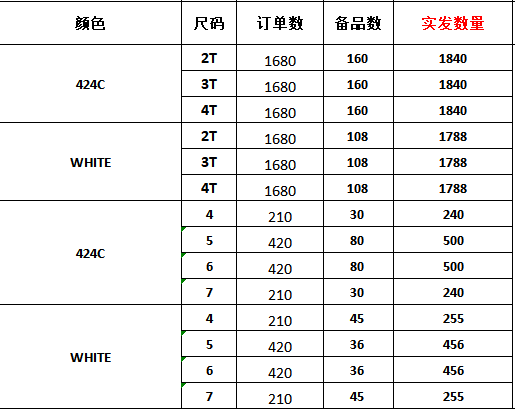 颜色 尺码 订单数 备品数 实发数量
424C 2T 1680 160 1840
3T 1680 160 1840
4T 1680 160 1840
WHITE 2T 1680 108 1788
3T 1680 108 1788
4T 1680 108 1788
424C 4 210 30 240
5 420 80 500
6 420 80 500
7 210 30 240
WHITE 4 210 45 255
5 420 36 456
6 420 36 456
7 210 45 255